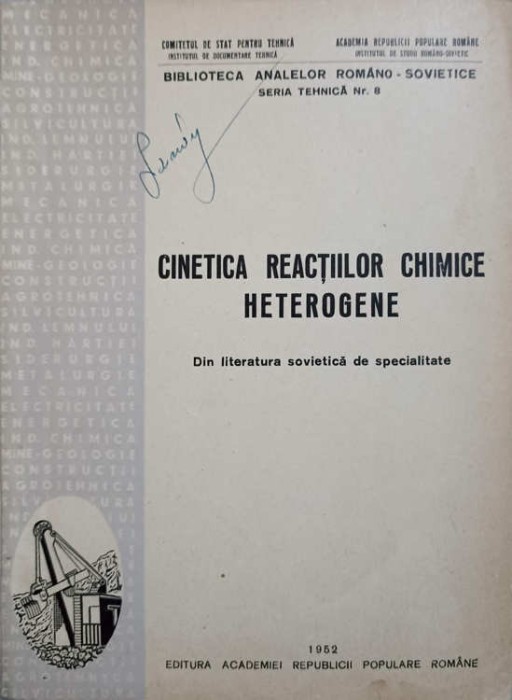 COMITETUL DE STAT PENTRU TEHNICĂ
INSTITUTUL DE DOCUMENTARE TEHNICĂ
ACADEMIA REPUBLICII POPULARE ROMÂNE
INSTITUTUL DE STUDII ROMÂNO-SOVIETIC
BIBLIOTECA ANALELOR ROMÂNO - SOVIETICE
SERIA TEHNICĂ Nr. 8
CINETICA REACȚIILOR CHIMICE
HETEROGENE
Din literatura sovietică de specialitate
1952
EDITURA ACADEMIEI REPUBLICII POPULARE ROMÂNE
MECANICA
ELECTRICITATE
ENERGETICA
IND. CHIMICA
MINE-GEOLOGIE
CONSTRUCȚII
AGROTEHNICA
SILVICULTURA
IND. LEMNULUI
IND. HARTIEI
SIDERURGIE
METALURGIE
MECANICA
ELECTRICITATE
ENERGETICA
IND. CHIMICA
MINE-GEOLOGIE
CONSTRUCȚII
AGROTEHNICA
SILVICULTURA
IND. LEMNULUI
IND. HARTIEI
SIDERURGIE
METALURGIE
MECANICA
ELECTRICITATE
ENERGETICA
IND. CHIMICA
MINE-GEOLOGIE
CONSTRUCȚII
AGROTEHNICA
SILVICULTURA